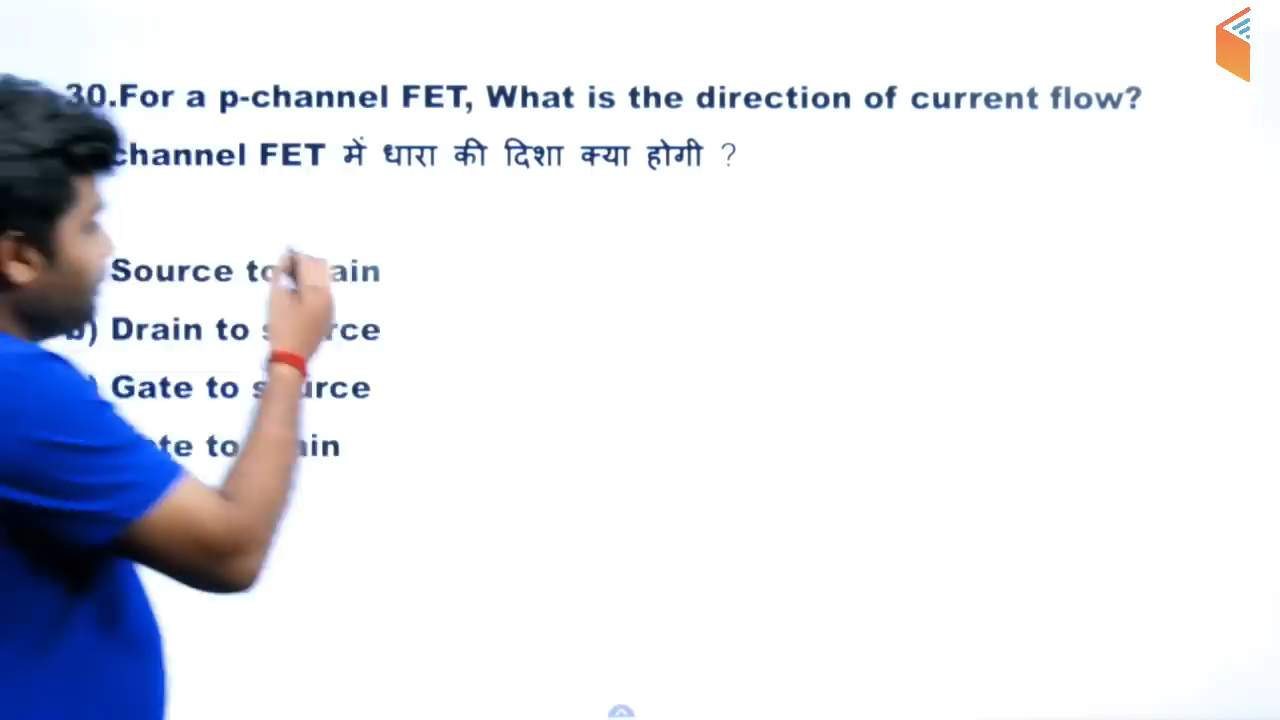 30.For a p-channel FET, What is the direction of current flow?
channel FET में धारा की दिशा क्या होगी ?
Source to
b) Drain to
Gate to
to